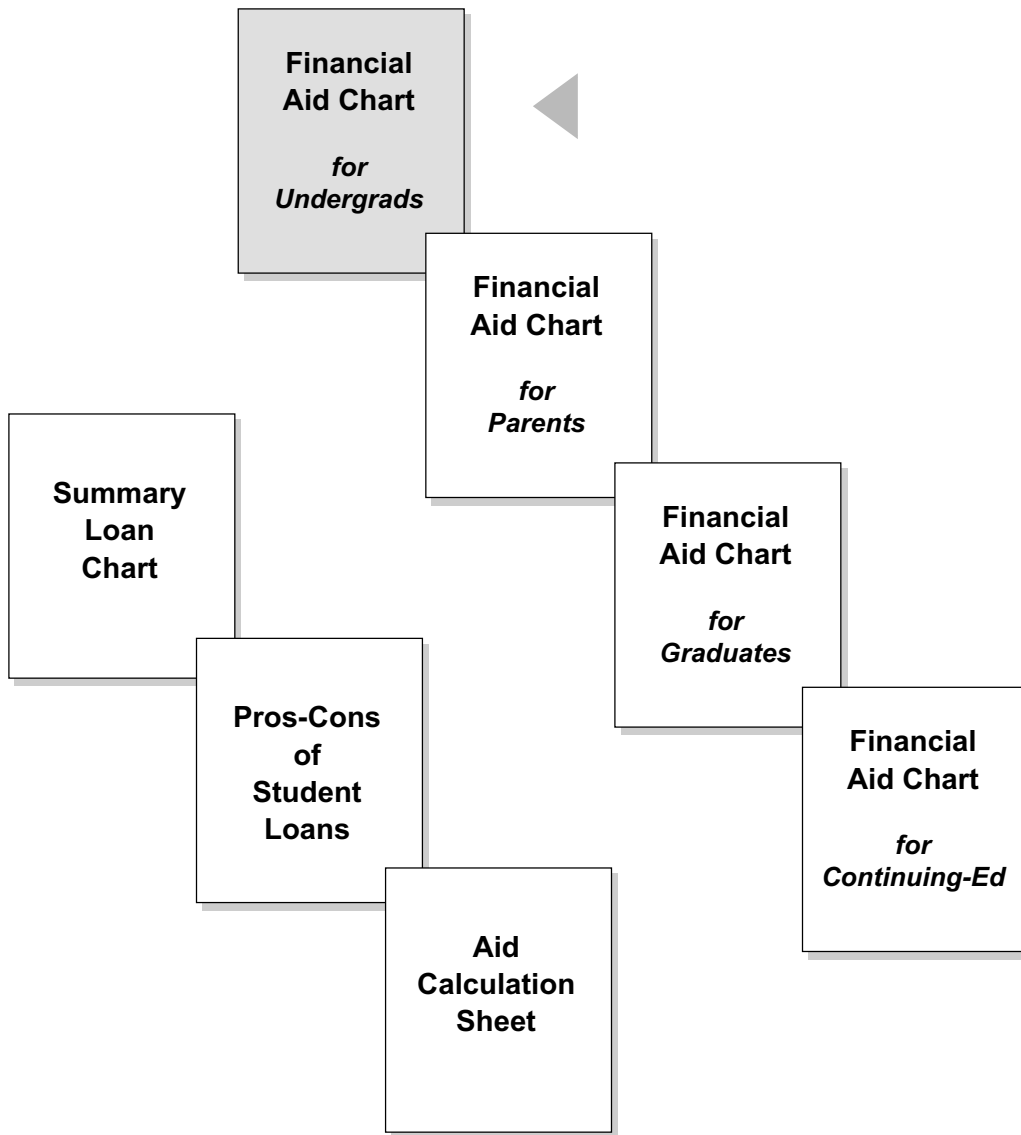 Financial
Aid Chart
for
Undergrads
Financial
Aid Chart
for
Parents
Summary
Loan
Chart
Financial
Aid Chart
for
Graduates
Pros-Cons
of
Student
Loans
Financial
Aid Chart
for
Continuing-Ed
Aid
Calculation
Sheet